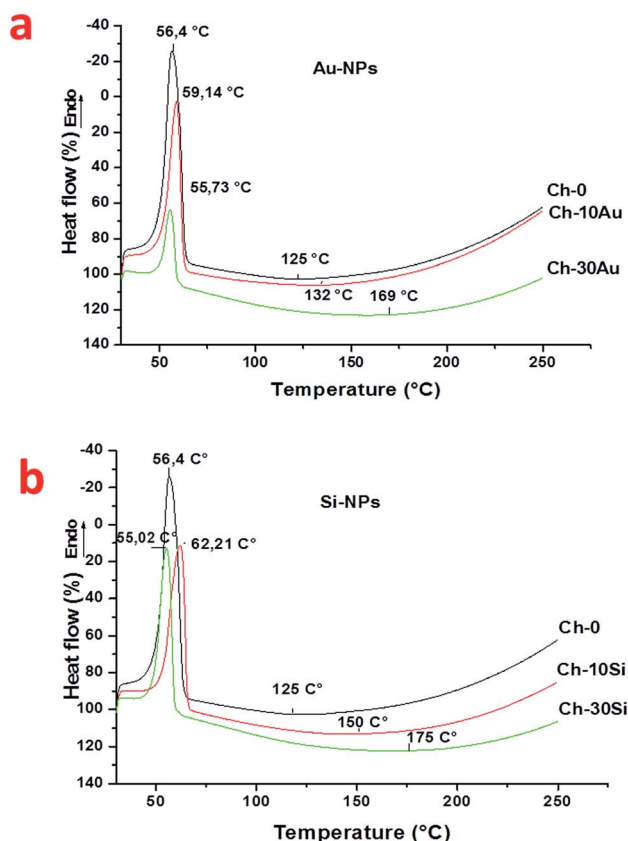 a
56,4 °C
Au-NPs
59,14 °C
55,73 °C
Heat flow (%) Endo
-40
-20
0
20
40
60
80
100
120
140
Ch-0
Ch-10Au
Ch-30Au
125 °C
132 °C
169 °C
50
100
150
200
250
Temperature (°C)
b
56,4 C°
Si-NPs
55,02 C°
62,21 C°
Heat flow (%) Endo
-40
-20
0
20
40
60
80
100
120
140
Ch-0
Ch-10Si
Ch-30Si
125 C°
150 C°
175 C°
50
100
150
200
250
Temperature (°C)